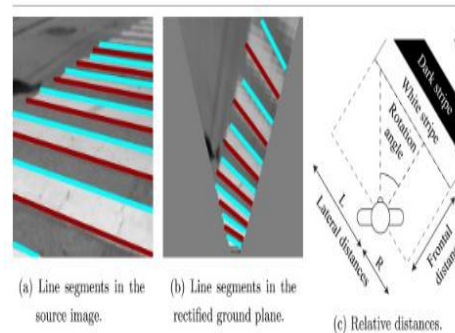 (a) Line segments in the
source image.
(b) Line segments in the
rectified ground plane.
Dark stripe
White stripe
Rotation
angle
L
R
Lateral distances
Frontal
distances
(c) Relative distances.